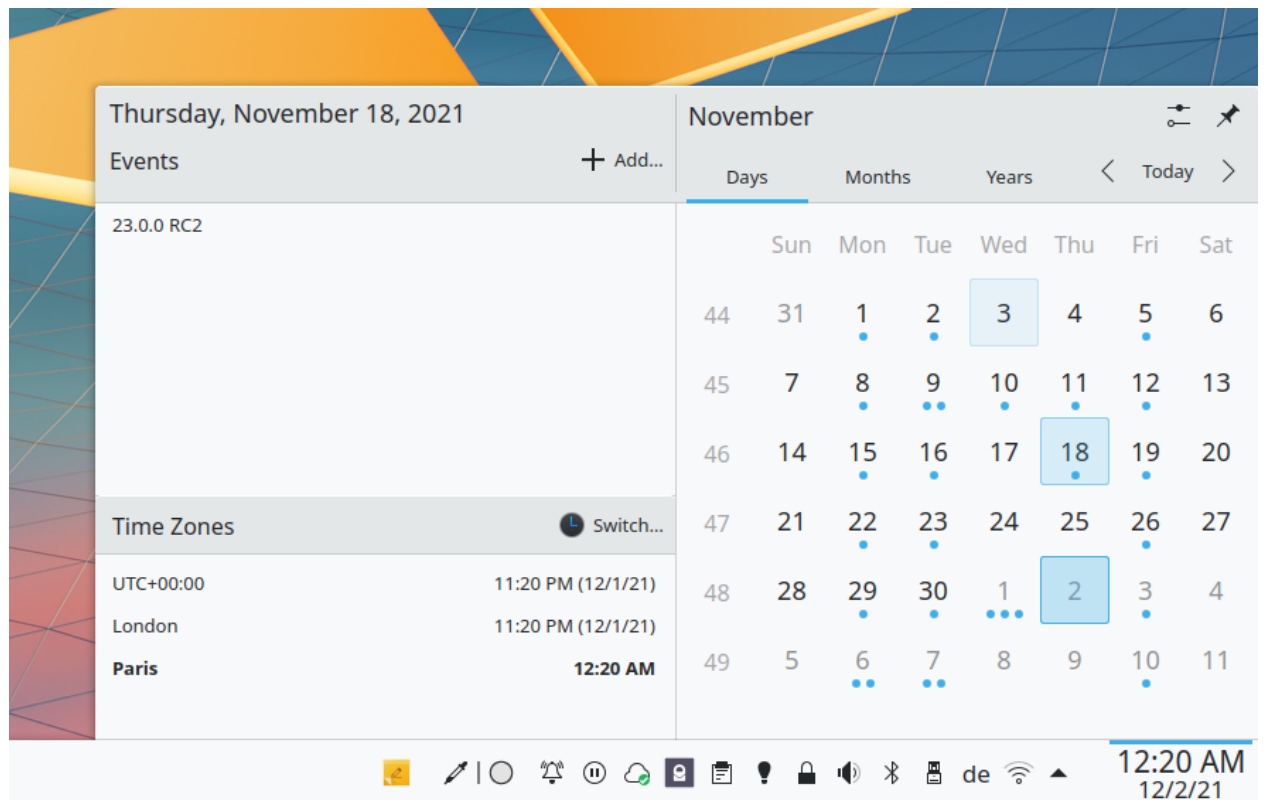 Thursday, November 18, 2021
Events
Add...
23.0.0 RC2
Time Zones
Switch...
UTC+00:00 11:20 PM (12/1/21)
London 11:20 PM (12/1/21)
Paris 12:20 AM
November
Days Months Years Today
Sun Mon Tue Wed Thu Fri Sat
44 31 1 2 3 4 5 6
45 7 8 9 10 11 12 13
46 14 15 16 17 18 19 20
47 21 22 23 24 25 26 27
48 28 29 30 1 2 3 4
49 5 6 7 8 9 10 11
de
12:20 AM
12/2/21